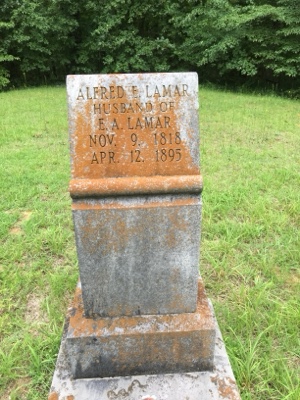 ALFRED E. LAMAR
HUSBAND OF
E. A. LAMAR
NOV. 9. 1818.
APR. 12. 1895